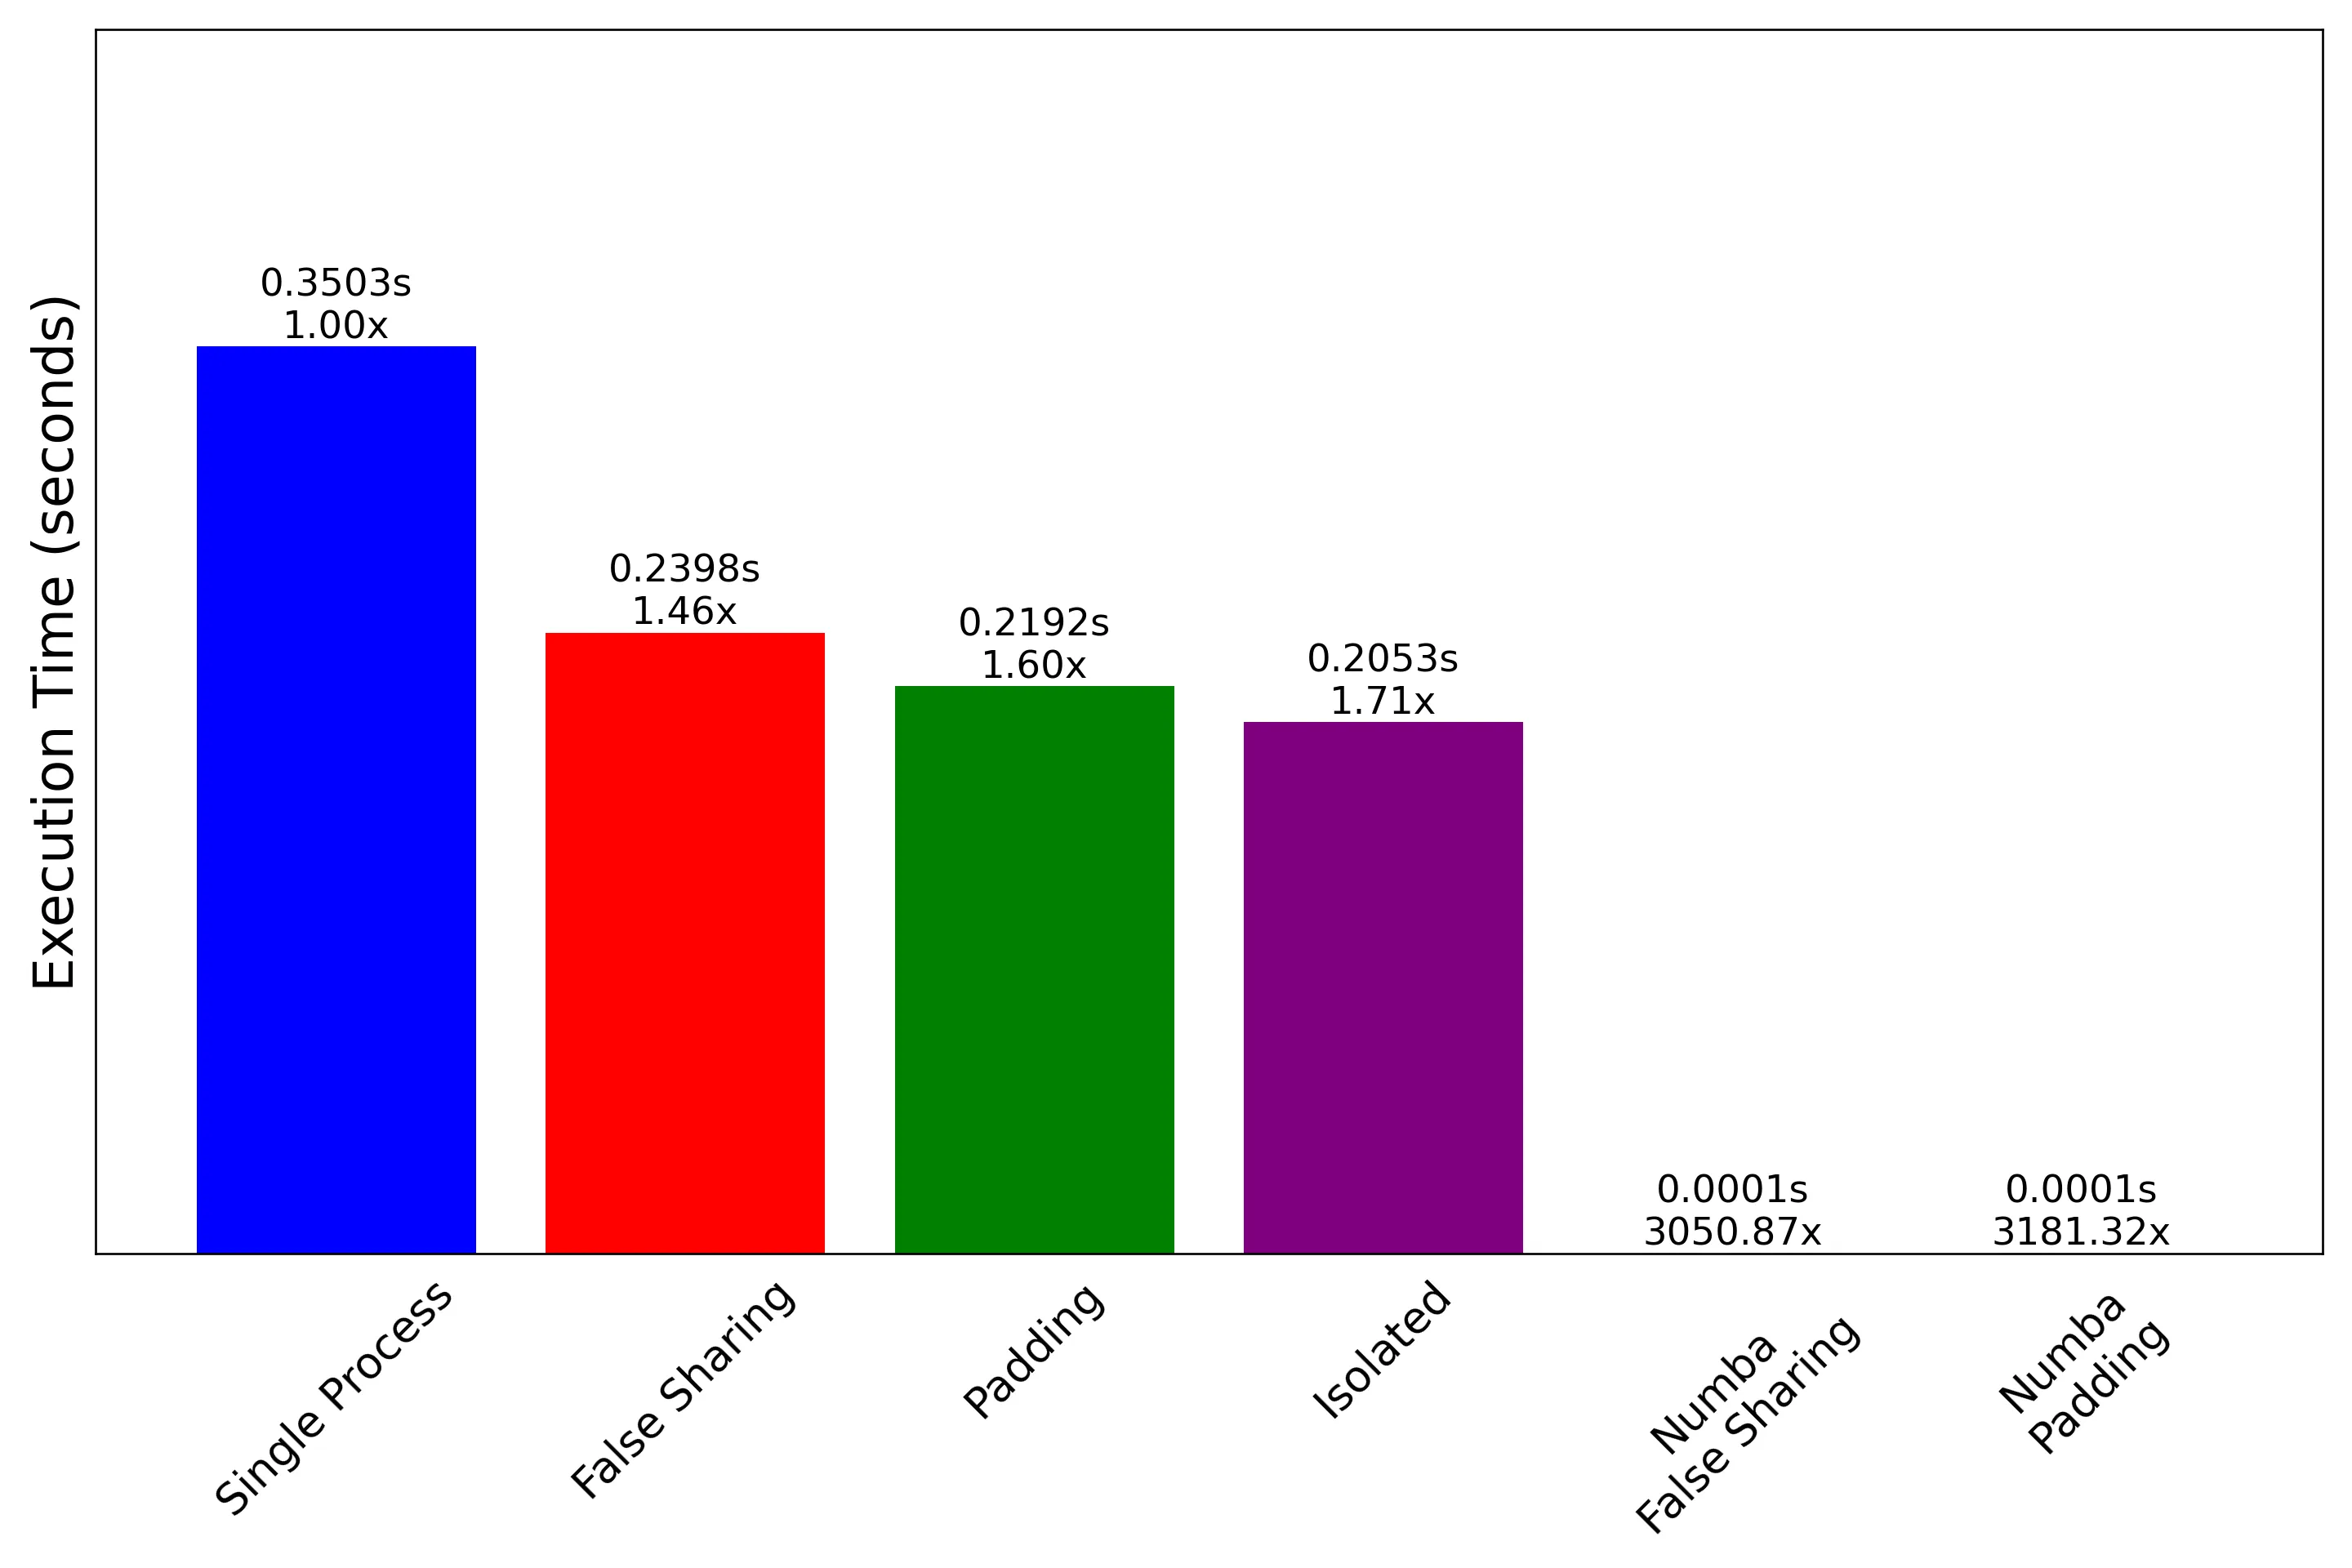 Execution Time (seconds)
0.3503s
1.00x
0.2398s
1.46x
0.2192s
1.60x
0.2053s
1.71x
0.0001s
3050.87x
0.0001s
3181.32x
Single Process
False Sharing
Padding
Isolated
Numba
False Sharing
Numba
Padding